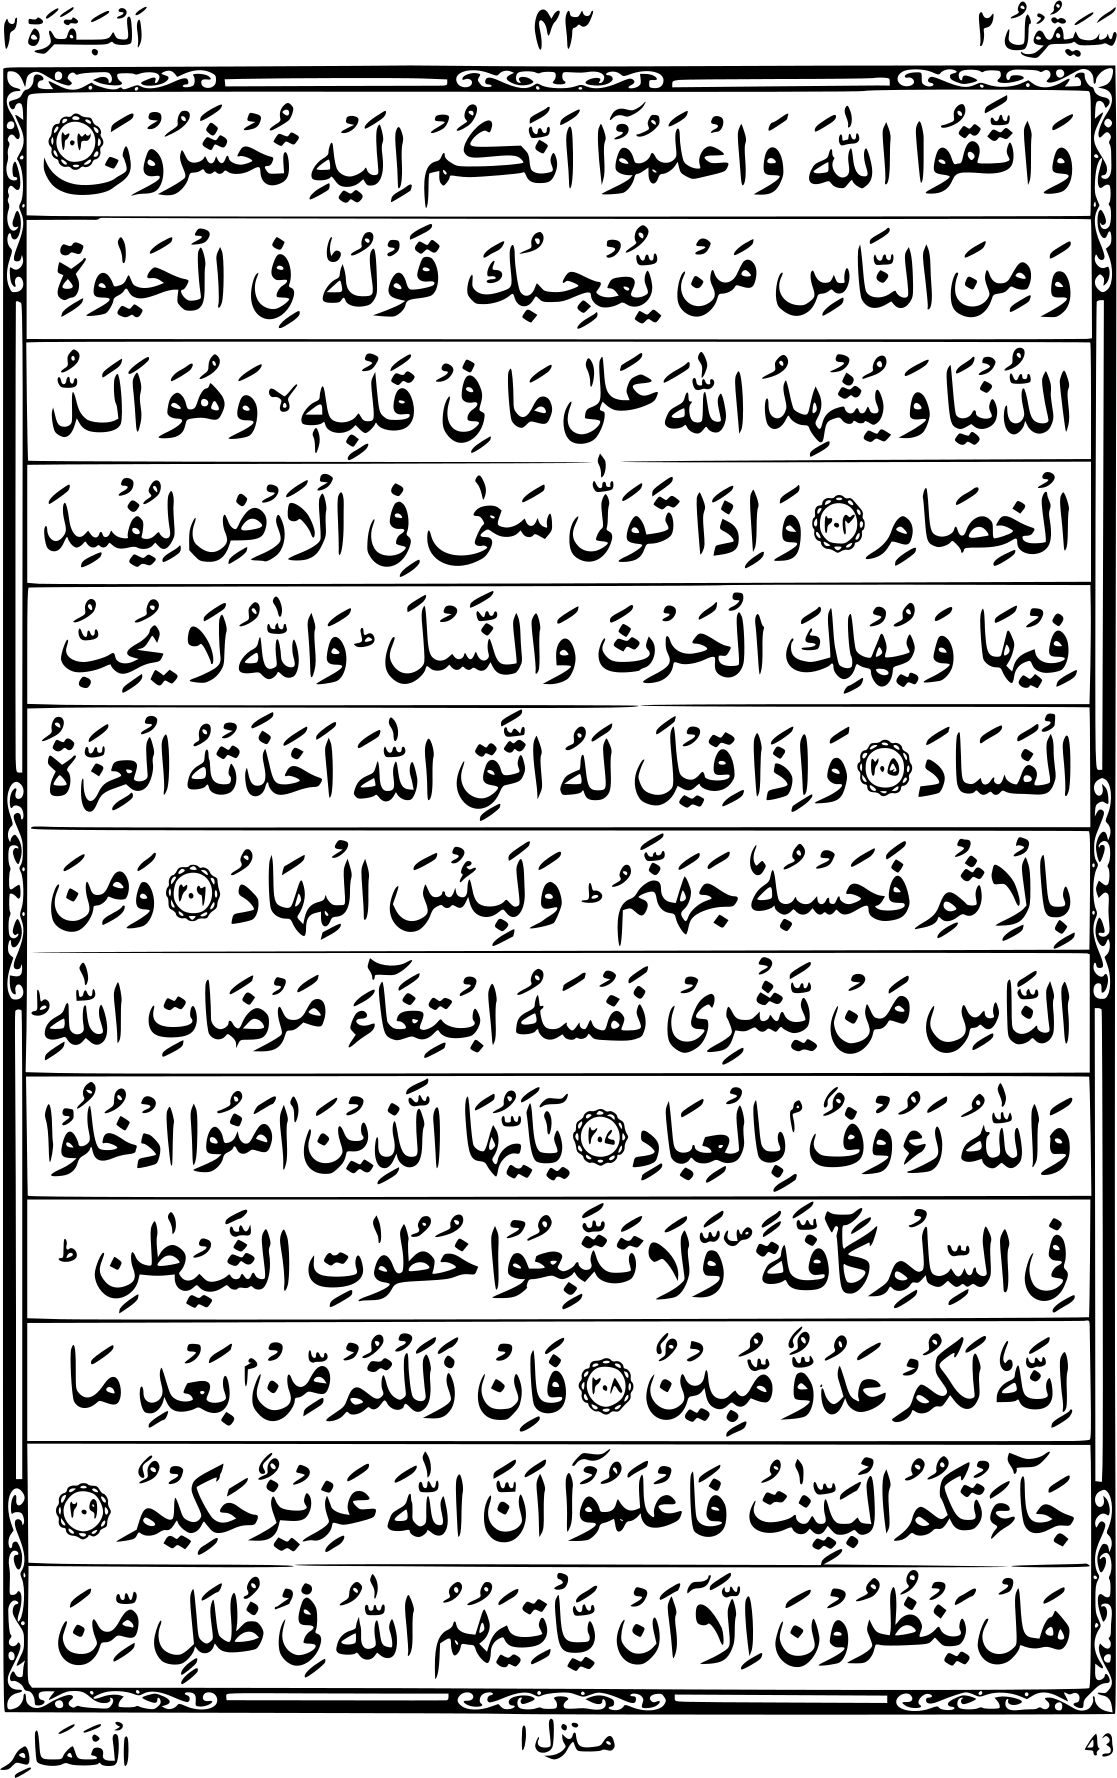 سَيَقُوْلُ ٢ ۴۳ اَلْبَقَرَة ٢
وَ اتَّقُوا اللّٰهَ وَ اعْلَمُوْۤا اَنَّكُمْ اِلَيْهِ تُحْشَرُوْنَ ﴿۲۰۳﴾
وَ مِنَ النَّاسِ مَنْ يُّعْجِبُكَ قَوْلُهٗ فِي الْحَيٰوةِ
الدُّنْيَا وَ يُشْهِدُ اللّٰهَ عَلٰى مَا فِيْ قَلْبِهٖ ۙ وَهُوَ اَلَدُّ
الْخِصَامِ ﴿۲۰۴﴾ وَ اِذَا تَوَلّٰى سَعٰى فِي الْاَرْضِ لِيُفْسِدَ
فِيْهَا وَ يُهْلِكَ الْحَرْثَ وَالنَّسْلَ ؕ وَاللّٰهُ لَا يُحِبُّ
الْفَسَادَ ﴿۲۰۵﴾ وَ اِذَا قِيْلَ لَهُ اتَّقِ اللّٰهَ اَخَذَتْهُ الْعِزَّةُ
بِالْاِثْمِ فَحَسْبُهٗ جَهَنَّمُ ؕ وَ لَبِئْسَ الْمِهَادُ ﴿۲۰۶﴾ وَمِنَ
النَّاسِ مَنْ يَّشْرِيْ نَفْسَهُ ابْتِغَآءَ مَرْضَاتِ اللّٰهِ ؕ
وَاللّٰهُ رَءُوْفٌۢ بِالْعِبَادِ ﴿۲۰۷﴾ يٰۤاَيُّهَا الَّذِيْنَ اٰمَنُوا ادْخُلُوْا
فِي السِّلْمِ كَآفَّةً ۪ وَّلَا تَتَّبِعُوْا خُطُوٰتِ الشَّيْطٰنِ ؕ
اِنَّهٗ لَكُمْ عَدُوٌّ مُّبِيْنٌ ﴿۲۰۸﴾ فَاِنْ زَلَلْتُمْ مِّنْۢ بَعْدِ مَا
جَآءَتْكُمُ الْبَيِّنٰتُ فَاعْلَمُوْۤا اَنَّ اللّٰهَ عَزِيْزٌ حَكِيْمٌ ﴿۲۰۹﴾
هَلْ يَنْظُرُوْنَ اِلَّاۤ اَنْ يَّاْتِيَهُمُ اللّٰهُ فِيْ ظُلَلٍ مِّنَ
43 منزل ۱ الْغَمَامِ